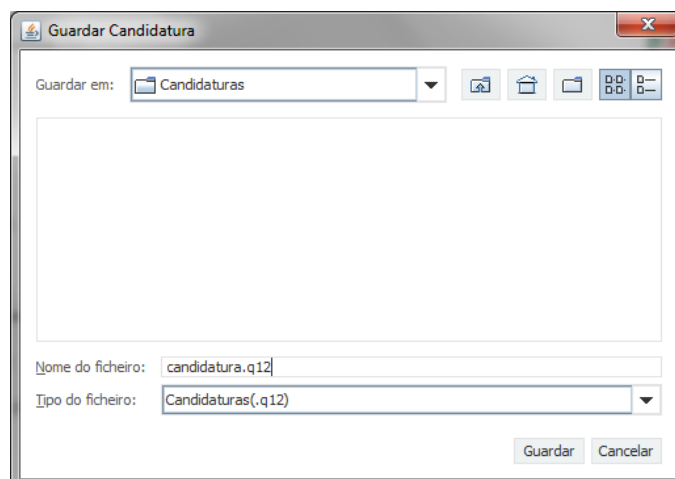 Guardar Candidatura
Guardar em: Candidaturas
Nome do ficheiro: candidatura.q12
Tipo do ficheiro: Candidaturas(.q12)
Guardar Cancelar